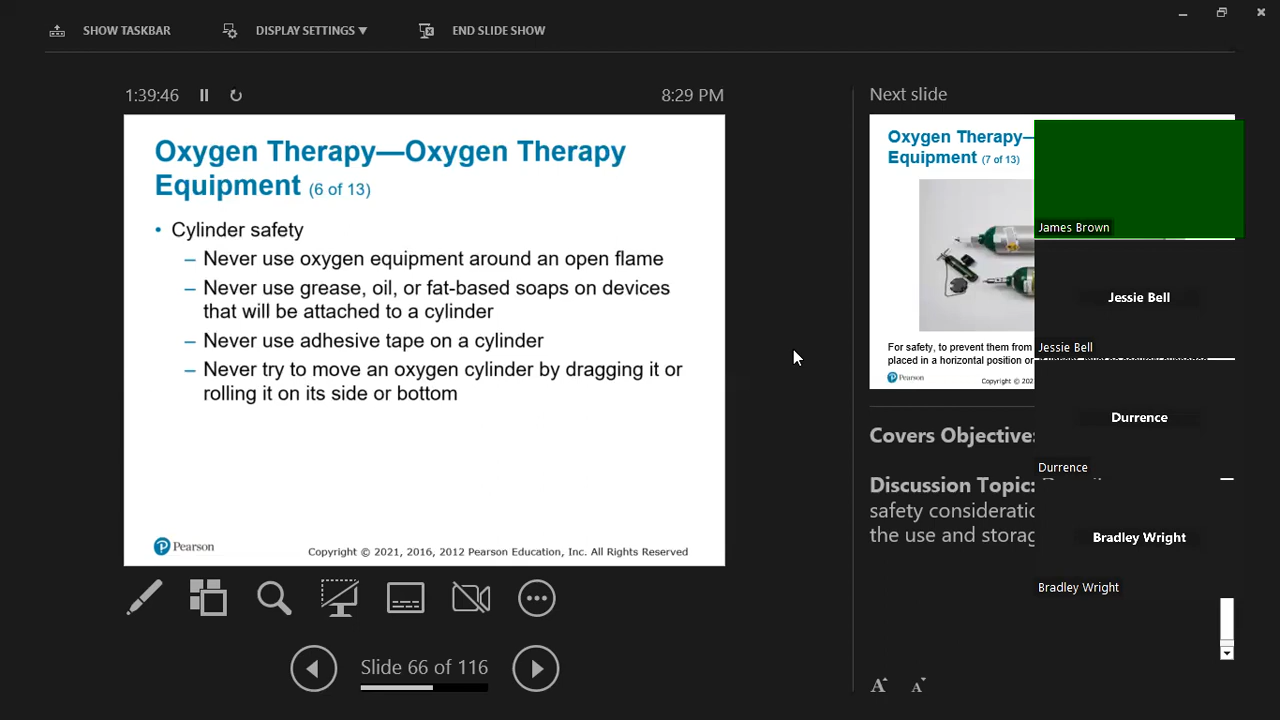 SHOW TASKBAR
DISPLAY SETTINGS
END SLIDE SHOW
1:39:46
8:29 PM
Oxygen Therapy—Oxygen Therapy
Equipment (6 of 13)
• Cylinder safety
– Never use oxygen equipment around an open flame
– Never use grease, oil, or fat-based soaps on devices
that will be attached to a cylinder
– Never use adhesive tape on a cylinder
– Never try to move an oxygen cylinder by dragging it or
rolling it on its side or bottom
Pearson
Copyright © 2021, 2016, 2012 Pearson Education, Inc. All Rights Reserved
Slide 66 of 116
Next slide
Oxygen Therapy—
Equipment (7 of 13)
For safety, to prevent them from
placed in a horizontal position or
Pearson
Copyright © 202
Covers Objective
Discussion Topic:
safety consideratio
the use and storag
A A
James Brown
Jessie Bell
Jessie Bell
Durrence
Durrence
Bradley Wright
Bradley Wright